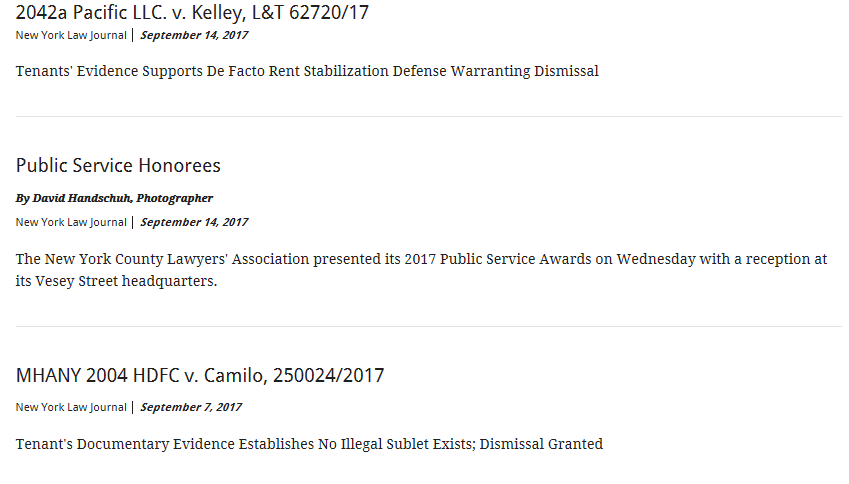 2042a Pacific LLC. v. Kelley, L&T 62720/17
New York Law Journal | September 14, 2017
Tenants' Evidence Supports De Facto Rent Stabilization Defense Warranting Dismissal
Public Service Honorees
By David Handschuh, Photographer
New York Law Journal | September 14, 2017
The New York County Lawyers' Association presented its 2017 Public Service Awards on Wednesday with a reception at
its Vesey Street headquarters.
MHANY 2004 HDFC v. Camilo, 250024/2017
New York Law Journal | September 7, 2017
Tenant's Documentary Evidence Establishes No Illegal Sublet Exists; Dismissal Granted